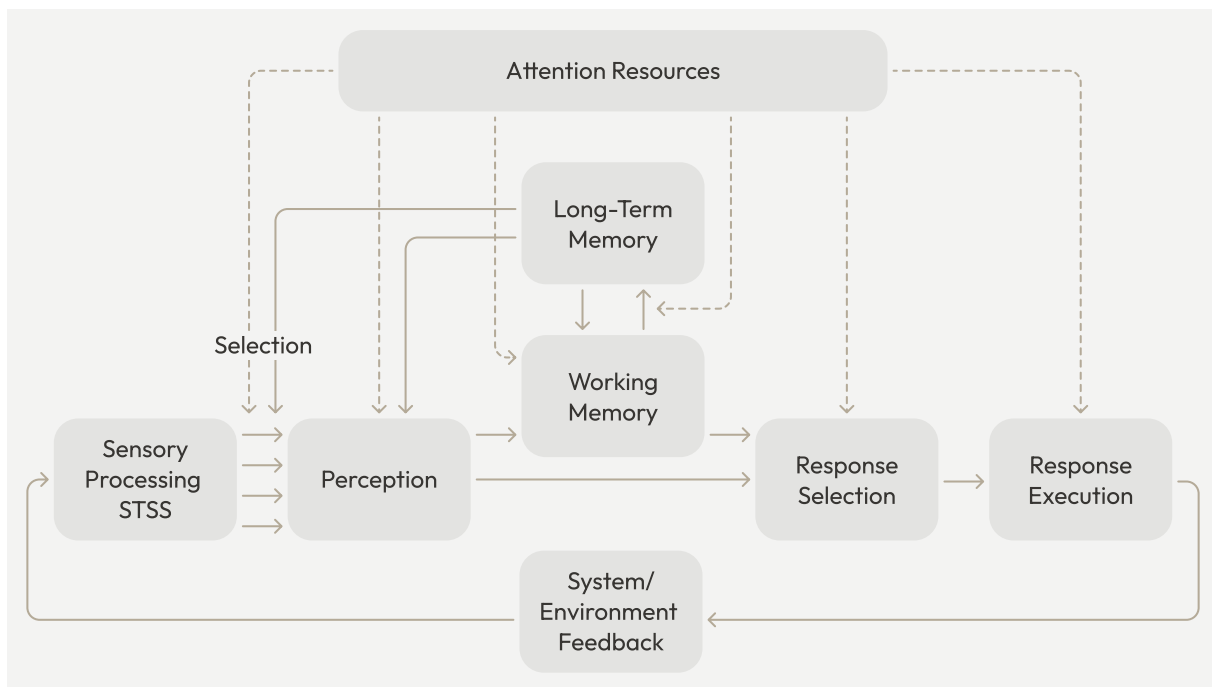 Attention Resources
Long-Term
Memory
Selection
Working
Memory
Sensory
Processing
STSS
Perception
Response
Selection
Response
Execution
System/
Environment
Feedback